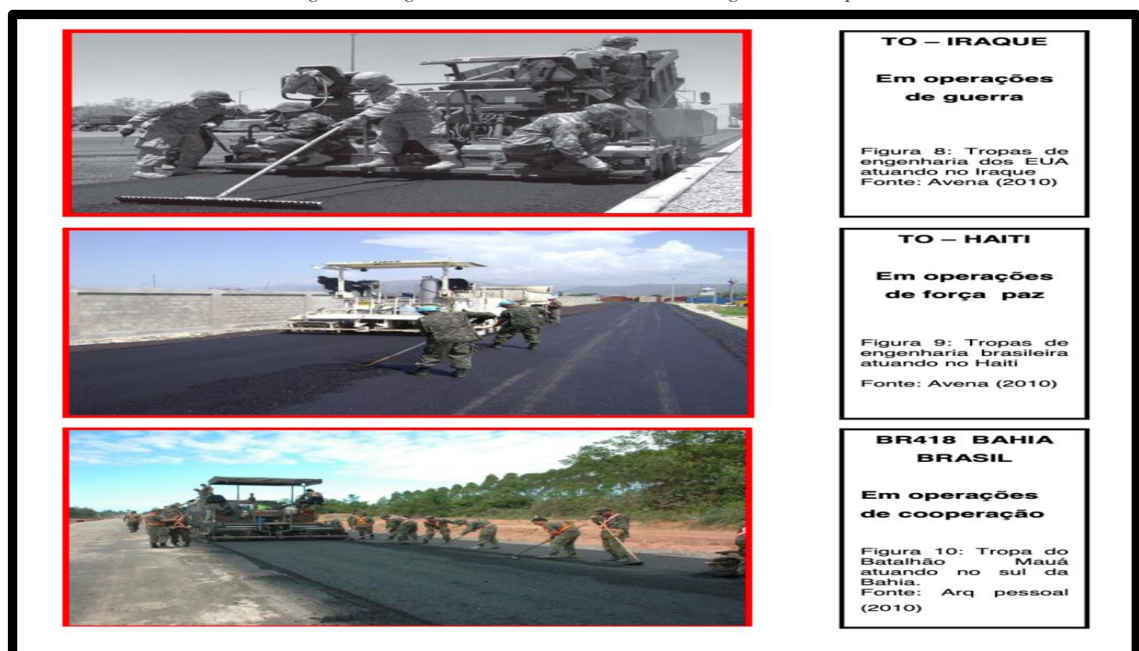 TO – IRAQUE
Em operações
de guerra
Figura 8: Tropas de
engenharia dos EUA
atuando no Iraque
Fonte: Avena (2010)
TO – HAITI
Em operações
de força paz
Figura 9: Tropas de
engenharia brasileira
atuando no Haiti
Fonte: Avena (2010)
BR418 BAHIA
BRASIL
Em operações
de cooperação
Figura 10: Tropa do
Batalhão Mauá
atuando no sul da
Bahia.
Fonte: Arq pessoal
(2010)